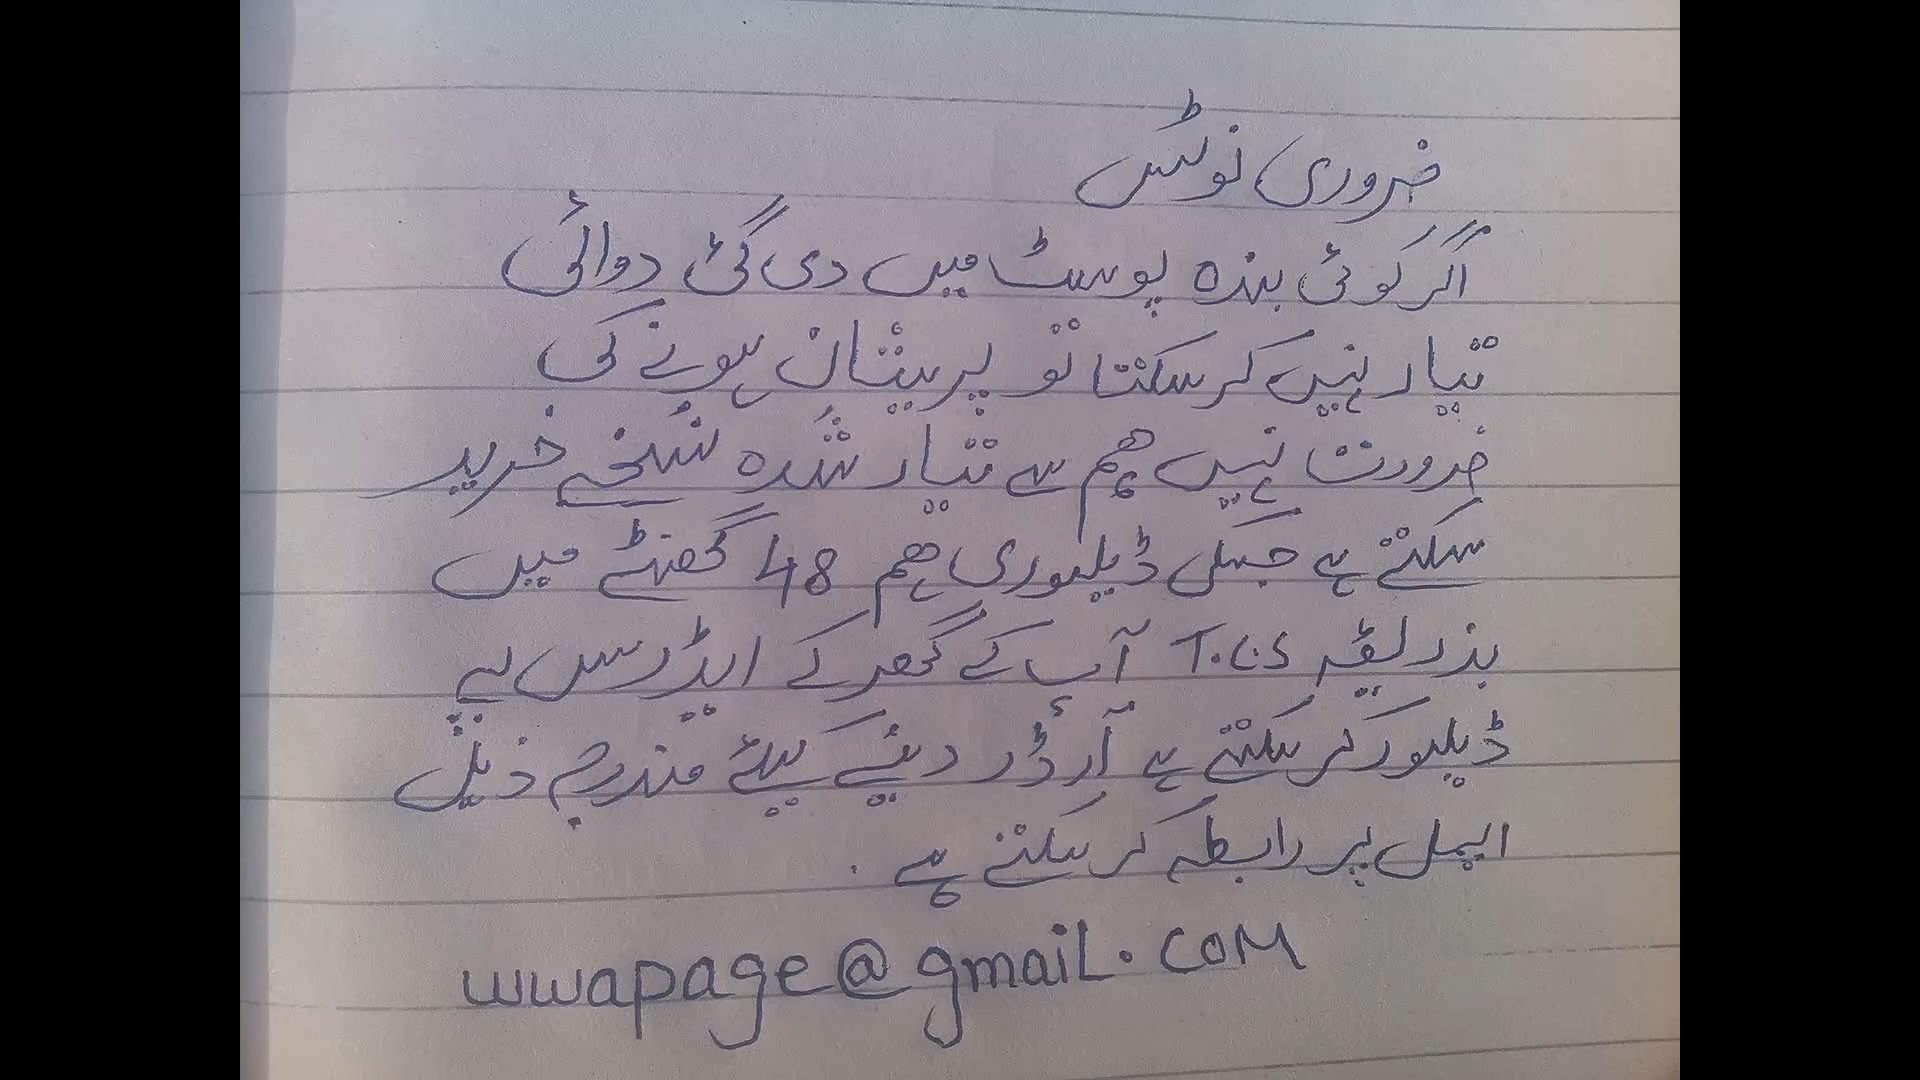 ضروری نوٹس
اگر کوئی بندہ پوسٹ میں دی گئ دوائی
تیار نہیں کر سکتا تو پریشان ہونے کی
ضرورت نہیں ہم سے تیار شدہ نسخے خرید
سکتے ہے جسکی ڈیلیوری ہم 48 گھنٹے میں
بذریعہ T.C.S آپ کے گھر کے ایڈرس پے
ڈیلیور کر سکتے ہے آرڈر دینے کیلئے مندرجہ ذیل
ایمیل پر رابطہ کر سکتے ہے .
wwapage@gmail.com